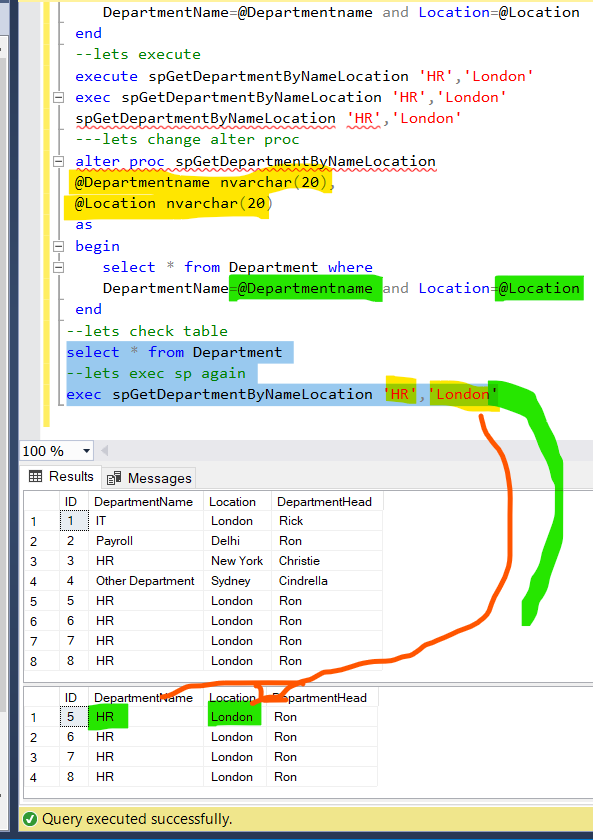 DepartmentName=@Departmentname and Location=@Location
end
--lets execute
execute spGetDepartmentByNameLocation 'HR','London'
exec spGetDepartmentByNameLocation 'HR','London'
spGetDepartmentByNameLocation 'HR','London'
---lets change alter proc
alter proc spGetDepartmentByNameLocation
@Departmentname nvarchar(20),
@Location nvarchar(20)
as
begin
select * from Department where
DepartmentName=@Departmentname and Location=@Location
end
--lets check table
select * from Department
--lets exec sp again
exec spGetDepartmentByNameLocation 'HR','London'
100 %
Results Messages
ID DepartmentName Location DepartmentHead
1 1 IT London Rick
2 2 Payroll Delhi Ron
3 3 HR New York Christie
4 4 Other Department Sydney Cindrella
5 5 HR London Ron
6 6 HR London Ron
7 7 HR London Ron
8 8 HR London Ron
ID DepartmentName Location DepartmentHead
1 5 HR London Ron
2 6 HR London Ron
3 7 HR London Ron
4 8 HR London Ron
Query executed successfully.